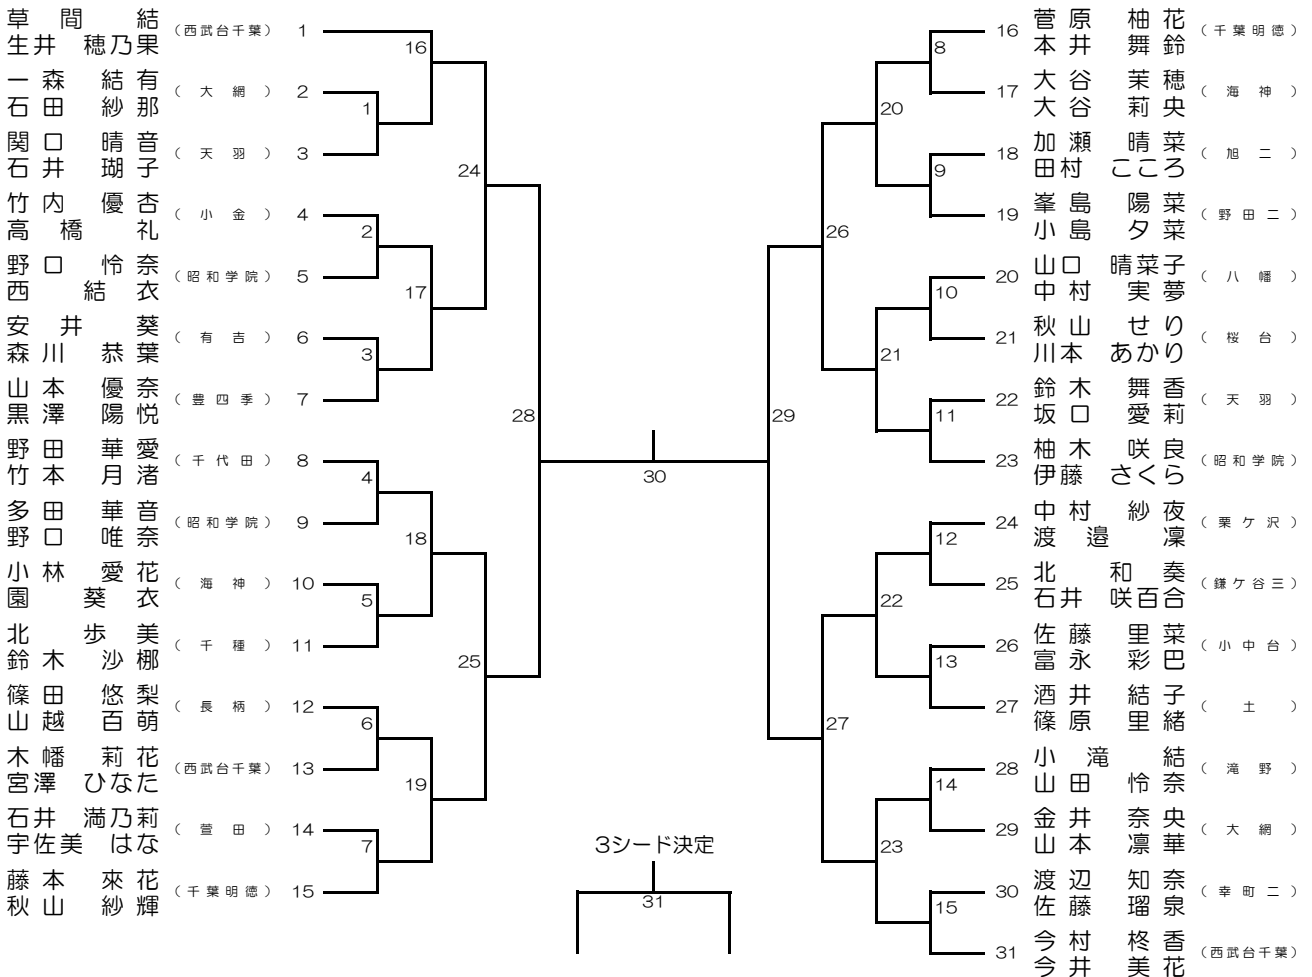 草間 結
生井 穂乃果
(西武台千葉) 1
一森 結有
石田 紗那
(大網) 2
関口 晴音
石井 瑚子
(天羽) 3
竹内 優杏
高橋 礼
(小金) 4
野口 怜奈
西 結衣
(昭和学院) 5
安井 葵
森川 恭葉
(有吉) 6
山本 優奈
黒澤 陽悦
(豊四季) 7
野田 華愛
竹本 月渚
(千代田) 8
多田 華音
野口 唯奈
(昭和学院) 9
小林 愛花
園 葵衣
(海神) 10
北 歩美
鈴木 沙梛
(千種) 11
篠田 悠梨
山越 百萌
(長柄) 12
木幡 莉花
宮澤 ひなた
(西武台千葉) 13
石井 満乃莉
宇佐美 はな
(萱田) 14
藤本 來花
秋山 紗輝
(千葉明徳) 15
16
1
24
2
17
3
28
4
18
5
25
6
19
7
30
3シード決定
31
29
8
20
9
26
10
21
11
12
22
13
27
14
23
15
16 菅原 柚花
本井 舞鈴
(千葉明徳)
17 大谷 茉穂
大谷 莉央
(海神)
18 加瀬 晴菜
田村 こころ
(旭二)
19 峯島 陽菜
小島 夕菜
(野田二)
20 山口 晴菜子
中村 実夢
(八幡)
21 秋山 せり
川本 あかり
(桜台)
22 鈴木 舞香
坂口 愛莉
(天羽)
23 柚木 咲良
伊藤 さくら
(昭和学院)
24 中村 紗夜
渡邉 凜
(栗ケ沢)
25 北 和奏
石井 咲百合
(鎌ケ谷三)
26 佐藤 里菜
富永 彩巴
(小中台)
27 酒井 結子
篠原 里緒
(土)
28 小滝 結
山田 怜奈
(滝野)
29 金井 奈央
山本 凛華
(大網)
30 渡辺 知奈
佐藤 瑠泉
(幸町二)
31 今村 柊香
今井 美花
(西武台千葉)